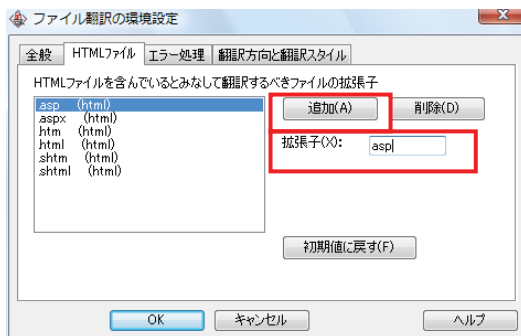 ファイル翻訳の環境設定
全般 HTMLファイル エラー処理 翻訳方向と翻訳スタイル
HTMLファイルを含んでいるとみなして翻訳するべきファイルの拡張子
.asp (html)
.aspx (html)
.htm (html)
.html (html)
.shtm (html)
.shtml (html)
追加(A) 削除(D)
拡張子(X): asp
初期値に戻す(F)
OK キャンセル ヘルプ